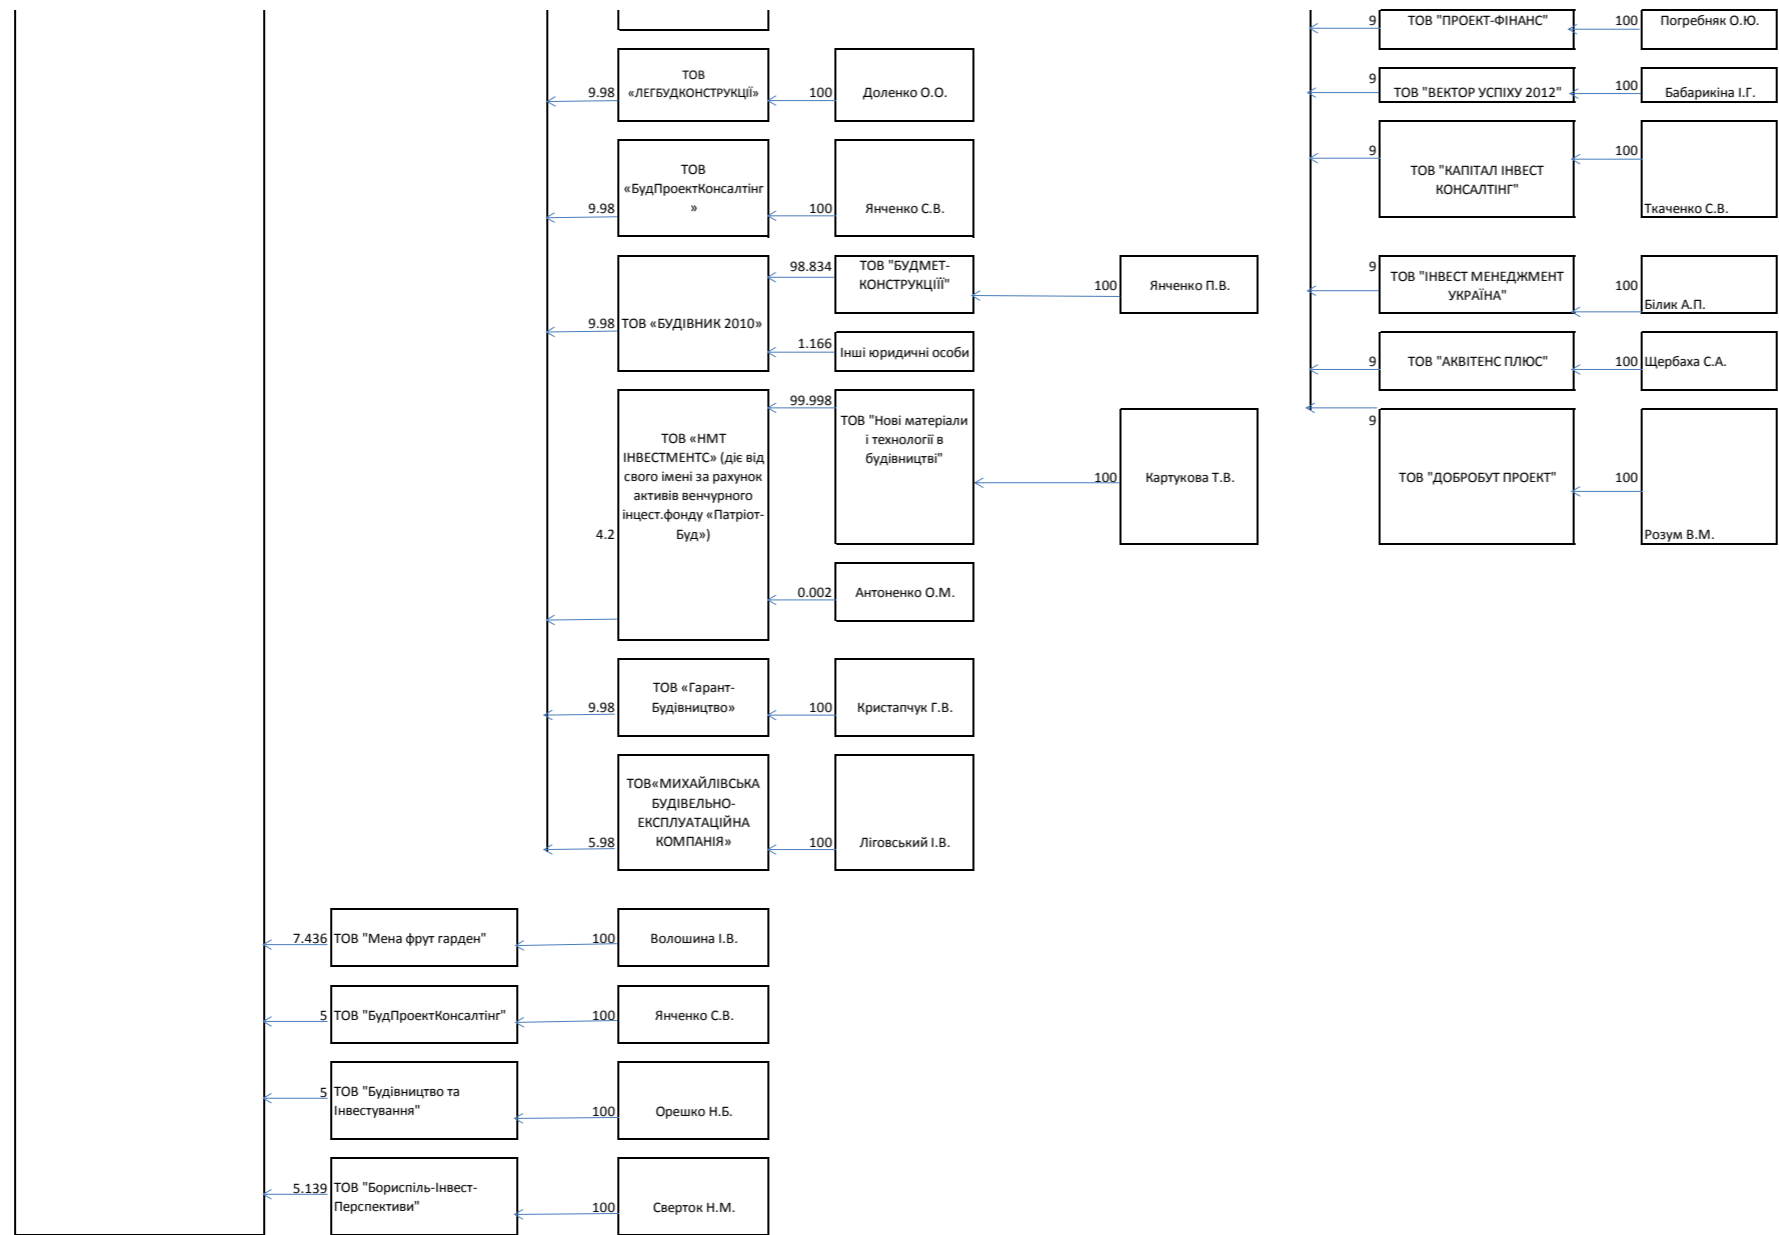 9 ТОВ "ПРОЕКТ-ФІНАНС" 100 Погребняк О.Ю.
9.98
ТОВ
«ЛЕГБУДКОНСТРУКЦІЇ»
100 Доленко О.О.
9 ТОВ "ВЕКТОР УСПІХУ 2012" 100 Бабарикіна І.Г.
9.98
ТОВ
«БудПроектКонсалтінг
»
100 Янченко С.В.
9
ТОВ "КАПІТАЛ ІНВЕСТ
КОНСАЛТІНГ"
100
Ткаченко С.В.
9.98 ТОВ «БУДІВНИК 2010»
98.834
ТОВ "БУДМЕТ-
КОНСТРУКЦІЇЇ"
100 Янченко П.В.
1.166 Інші юридичні особи
9
ТОВ "ІНВЕСТ МЕНЕДЖМЕНТ
УКРАЇНА"
100
Білик А.П.
9 ТОВ "АКВІТЕНС ПЛЮС" 100 Щербаха С.А.
4.2
ТОВ «НМТ
ІНВЕСТМЕНТС» (діє від
свого імені за рахунок
активів венчурного
інцест.фонду «Патріот-
Буд»)
99.998
ТОВ "Нові матеріали
і технології в
будівництві"
100 Картукова Т.В.
0.002 Антоненко О.М.
9
ТОВ "ДОБРОБУТ ПРОЕКТ"
100
Розум В.М.
9.98
ТОВ «Гарант-
Будівництво»
100 Кристапчук Г.В.
5.98
ТОВ«МИХАЙЛІВСЬКА
БУДІВЕЛЬНО-
ЕКСПЛУАТАЦІЙНА
КОМПАНІЯ»
100 Ліговський І.В.
7.436 ТОВ "Мена фрут гарден" 100 Волошина І.В.
5 ТОВ "БудПроектКонсалтінг" 100 Янченко С.В.
5 ТОВ "Будівництво та
Інвестування"
100 Орешко Н.Б.
5.139 ТОВ "Бориспіль-Інвест-
Перспективи"
100 Сверток Н.М.